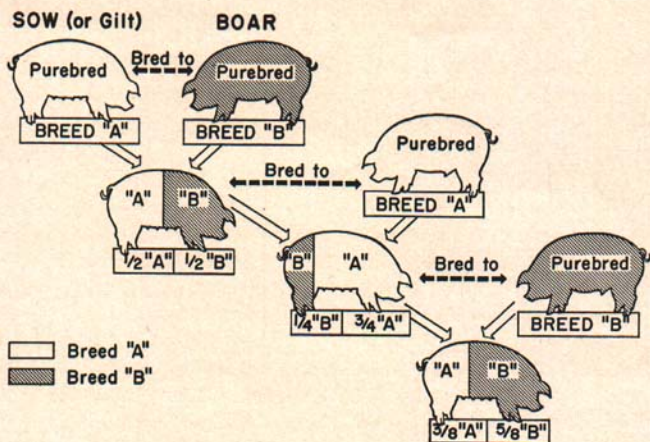 SOW (or Gilt) BOAR
Bred to
Purebred Purebred
BREED "A" BREED "B"
Purebred
Bred to
BREED "A"
"A" "B"
1/2 "A" 1/2 "B"
"B" "A"
Bred to
Purebred
1/4 "B" 3/4 "A"
BREED "B"
Breed "A"
Breed "B"
"A" "B"
3/8 "A" 5/8 "B"